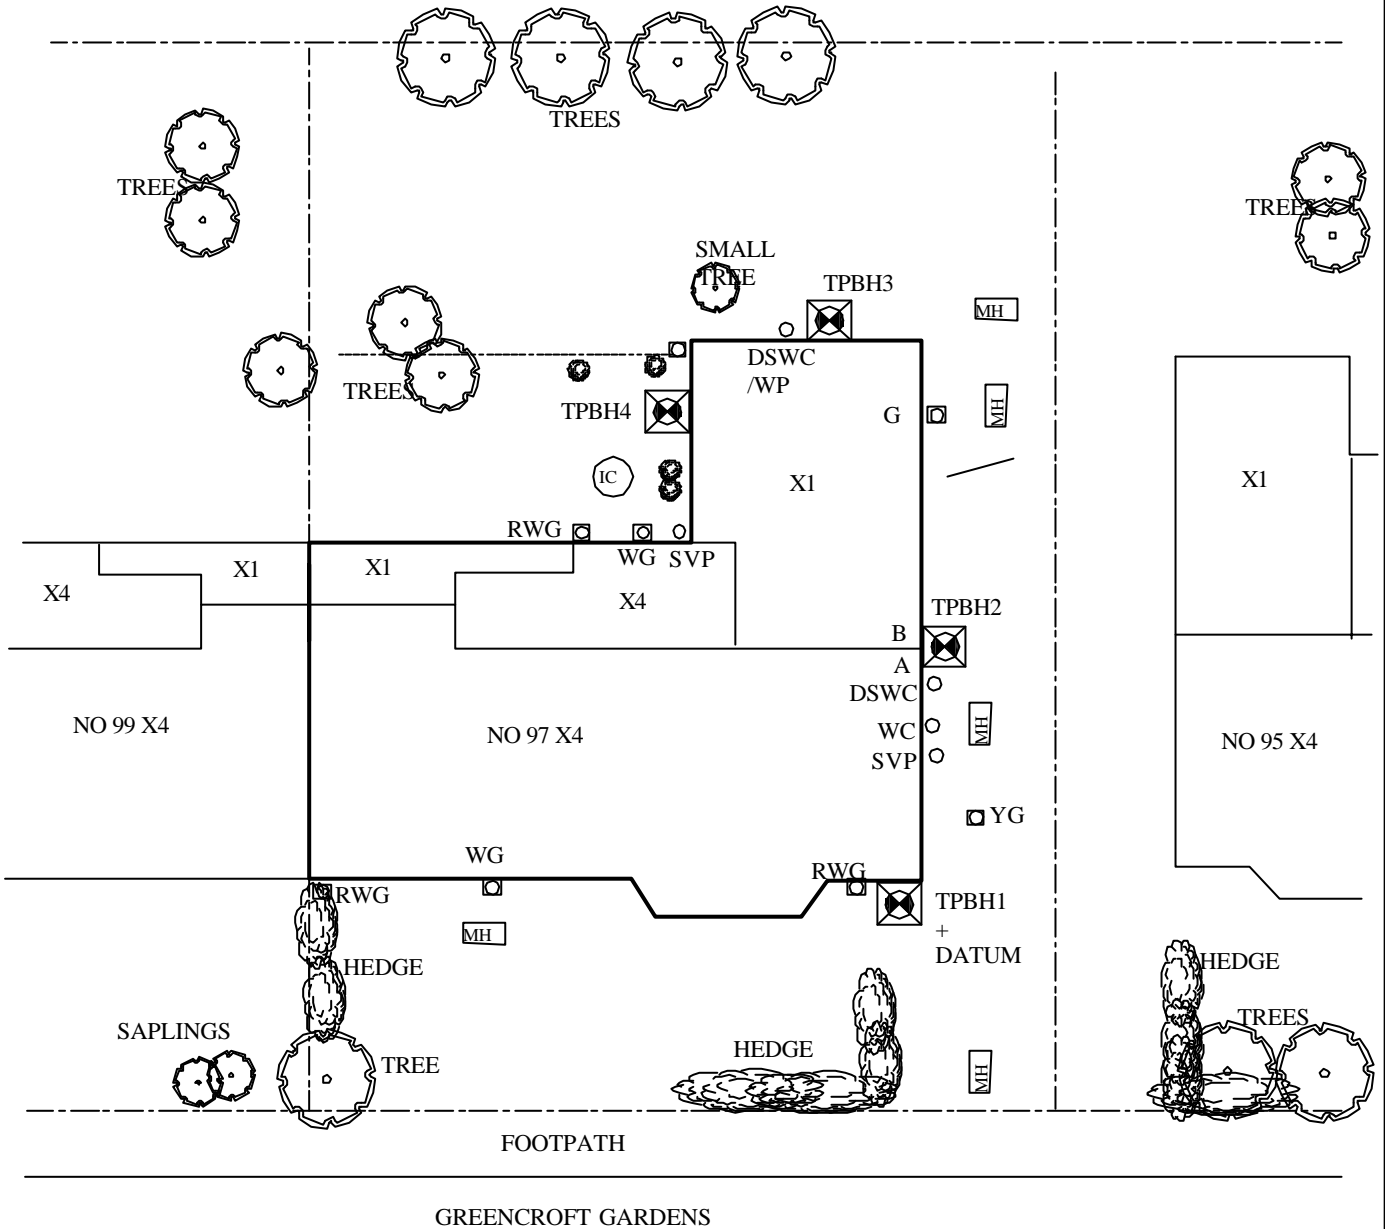 TREES
TREES
TREES
SMALL
TREE
TPBH3
MH
DSWC
/WP
TREES
TPBH4
G
MH
IC
X1
X1
RWG
WG
SVP
X4
X1
X1
X4
TPBH2
B
A
DSWC
NO 99 X4
NO 97 X4
WC
MH
SVP
NO 95 X4
YG
WG
RWG
RWG
TPBH1
+
DATUM
MH
HEDGE
HEDGE
SAPLINGS
TREES
HEDGE
TREE
MH
FOOTPATH
GREENCROFT GARDENS